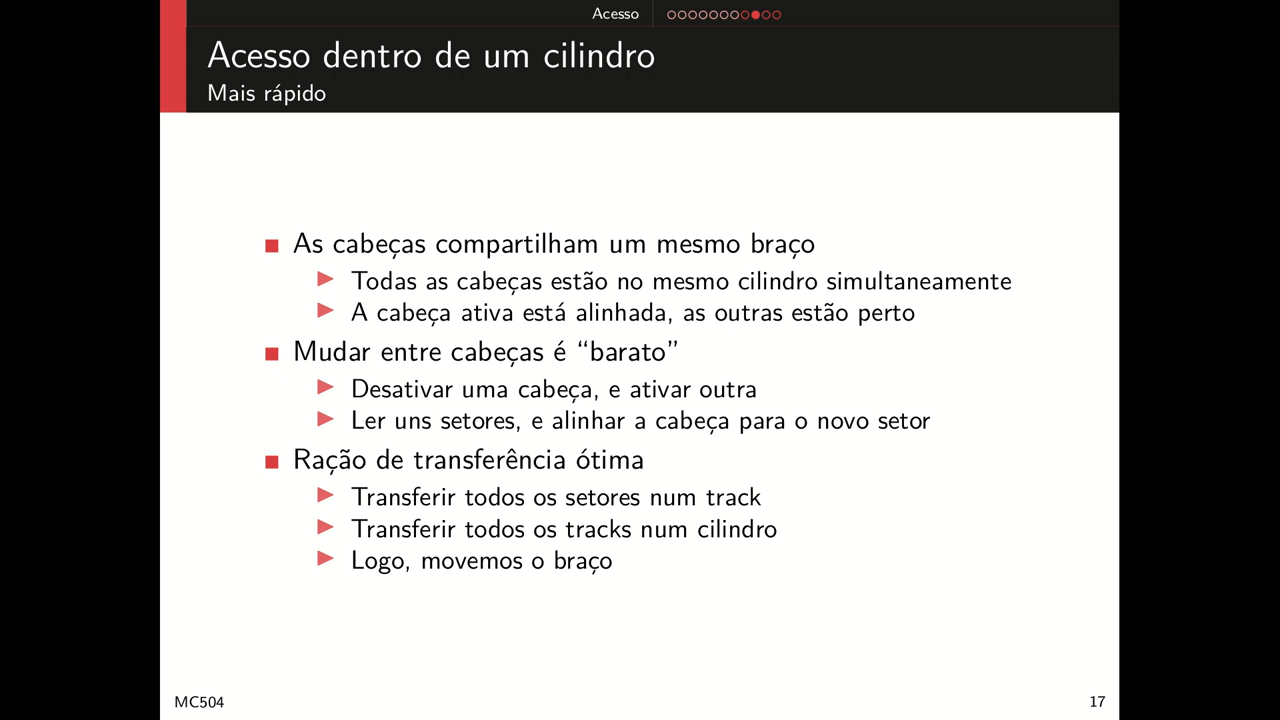 Acesso
Acesso dentro de um cilindro
Mais rápido
As cabeças compartilham um mesmo braço
Todas as cabeças estão no mesmo cilindro simultaneamente
A cabeça ativa está alinhada, as outras estão perto
Mudar entre cabeças é “barato”
Desativar uma cabeça, e ativar outra
Ler uns setores, e alinhar a cabeça para o novo setor
Ração de transferência ótima
Transferir todos os setores num track
Transferir todos os tracks num cilindro
Logo, movemos o braço
MC504
17